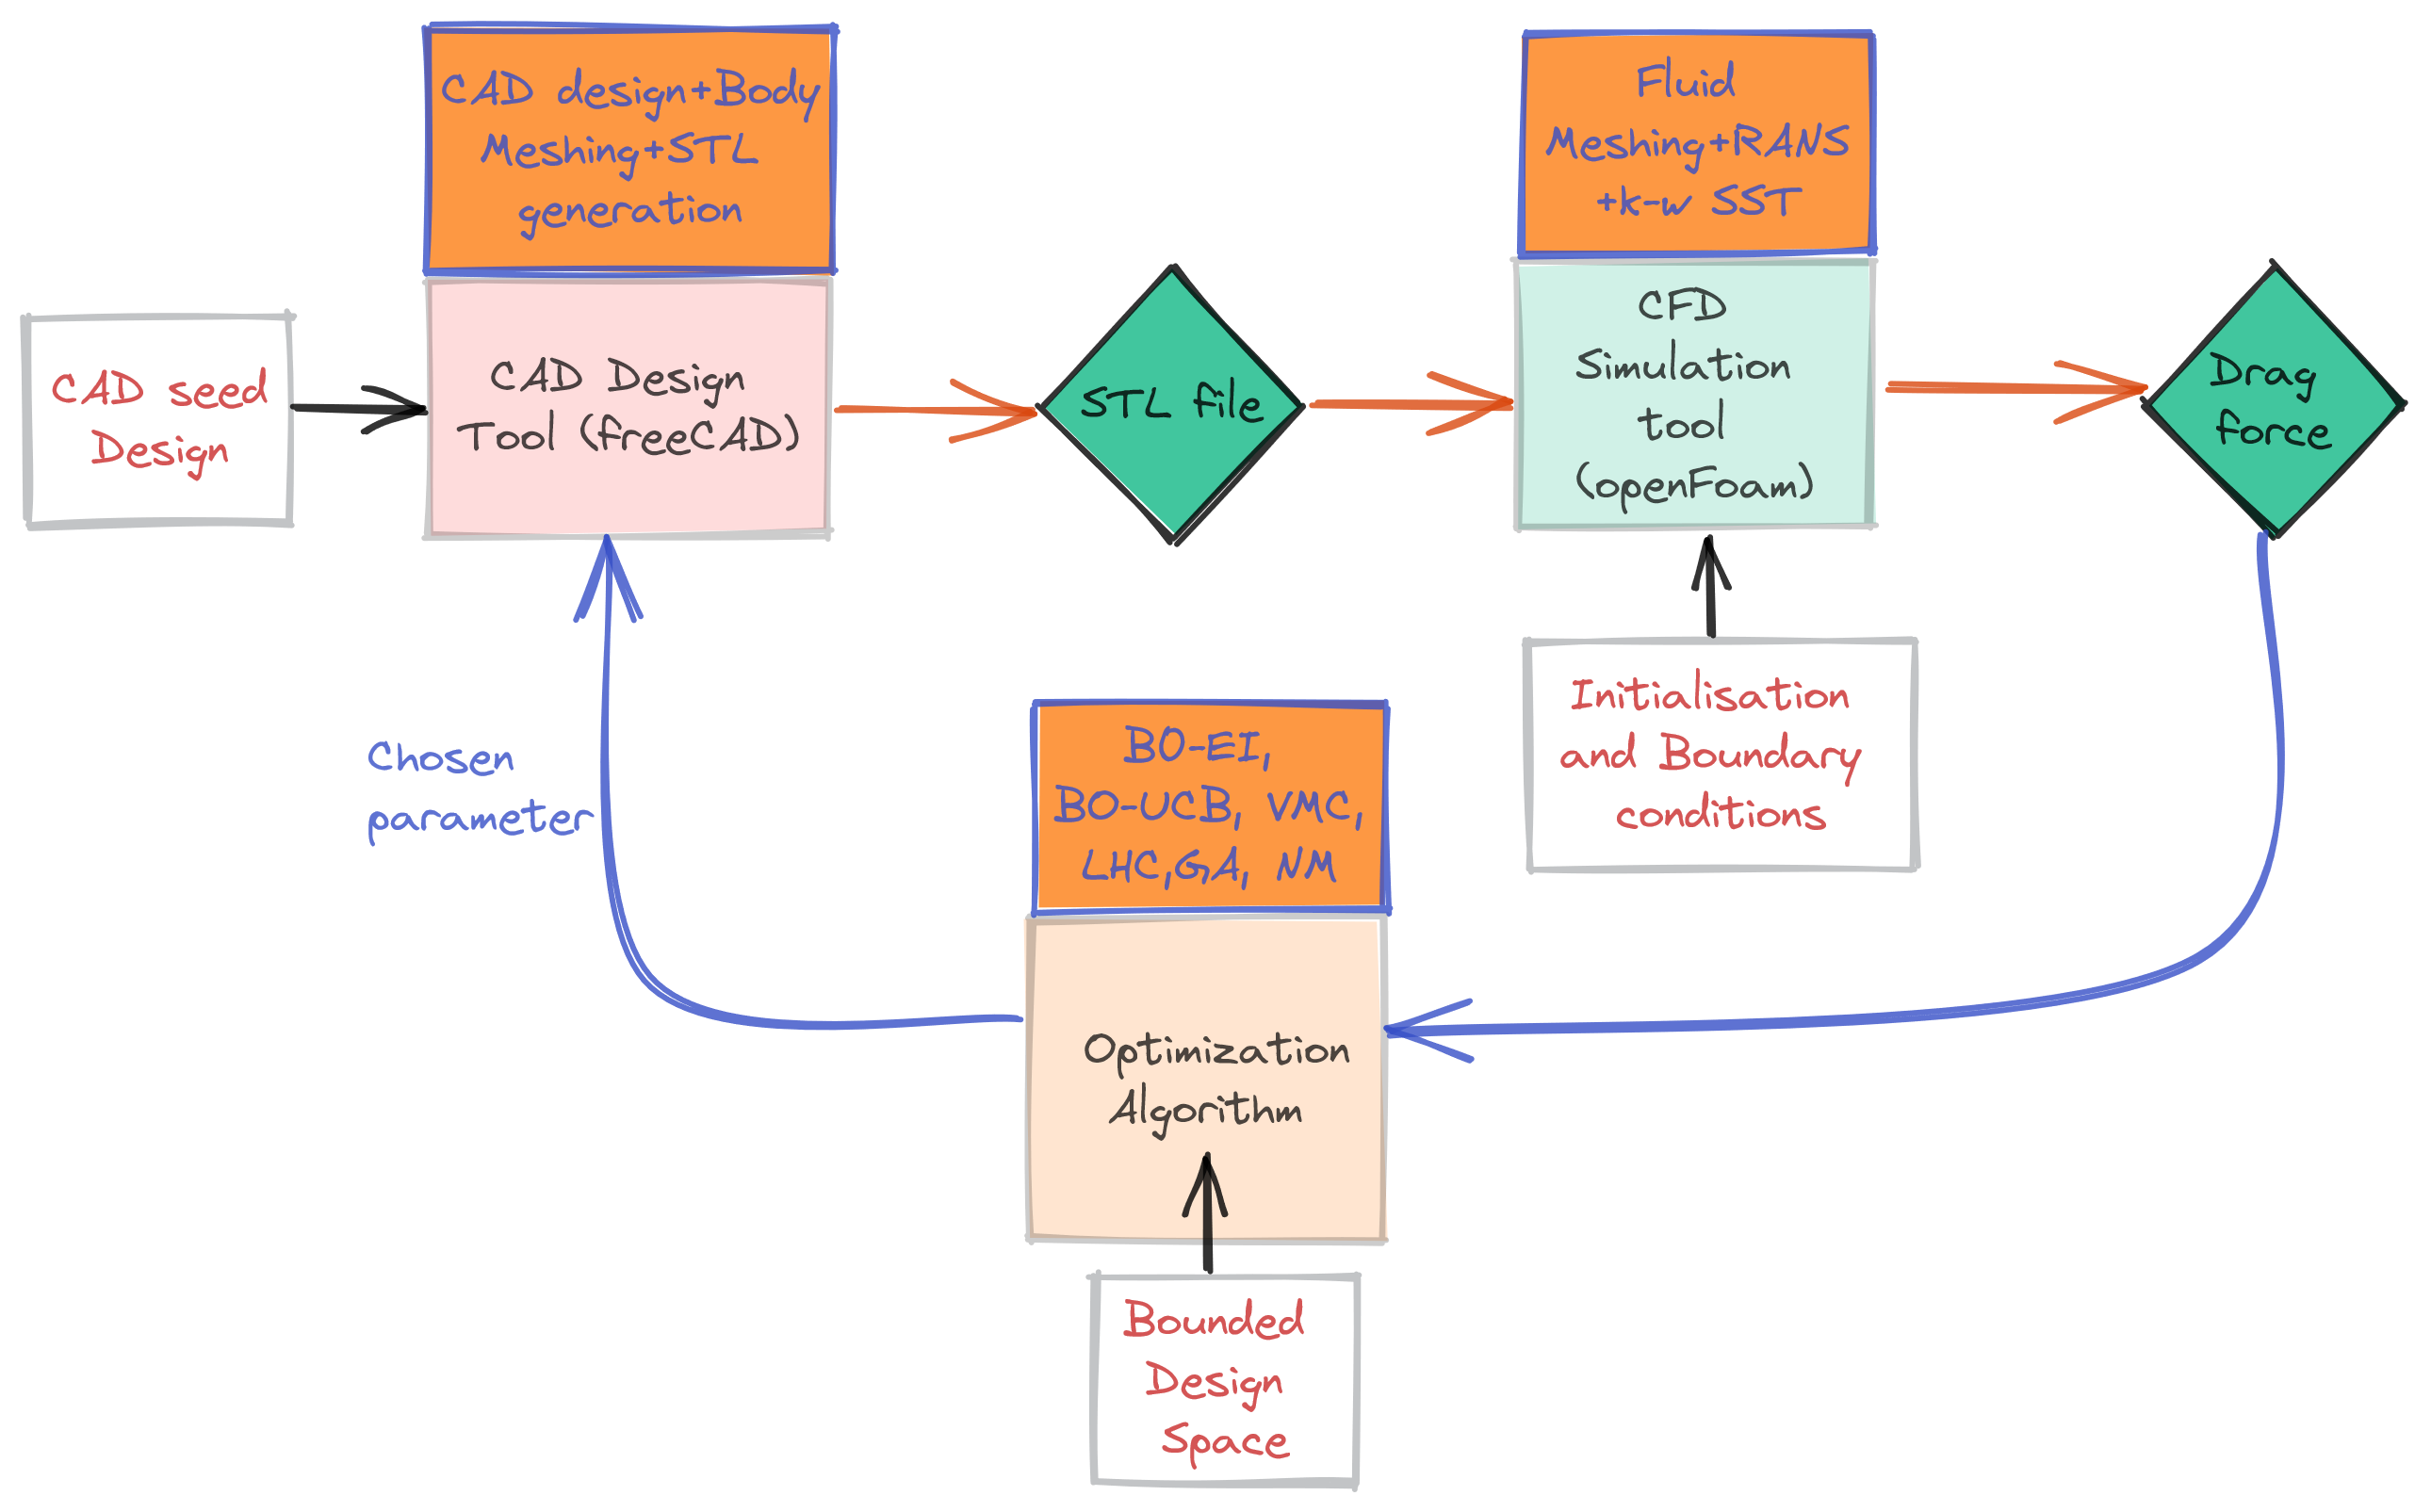 CAD design+Body
Meshing+STL
generation
Fluid
Meshing+RANS
+k-w SST
CAD seed
Design
CAD Design
Tool (freeCAD)
STL file
CFD
Simulation
tool
(openFoam)
Drag
force
Chosen
parameter
BO-EI,
BO-UCB, VMC,
LHC,GA, NM
Initialisation
and Boundary
conditions
Optimization
Algorithm
Bounded
Design
Space